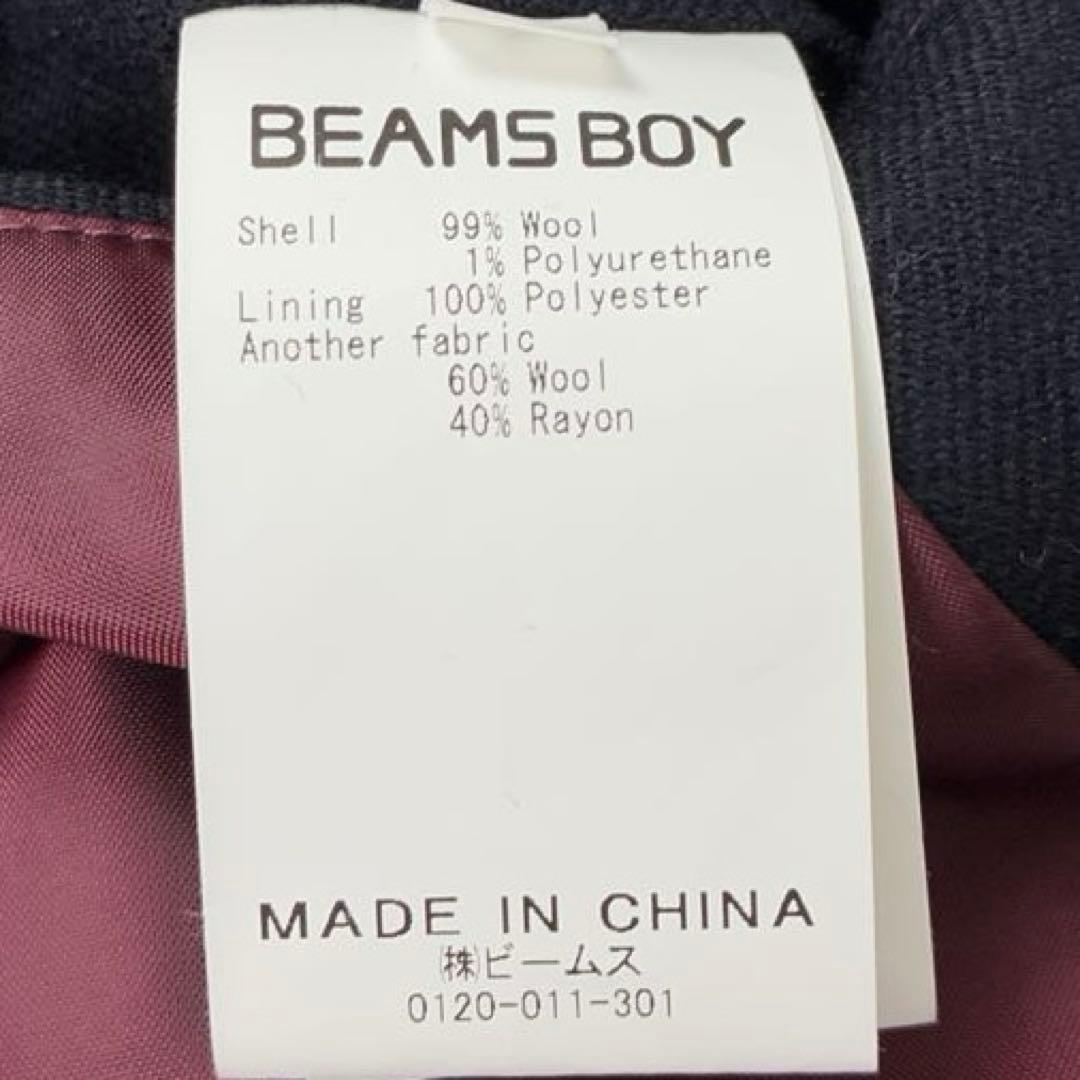 BEAMS BOY
Shell 99% Wool
1% Polyurethane
Lining 100% Polyester
Another fabric
60% Wool
40% Rayon
MADE IN CHINA
㈱ビームス
0120-011-301